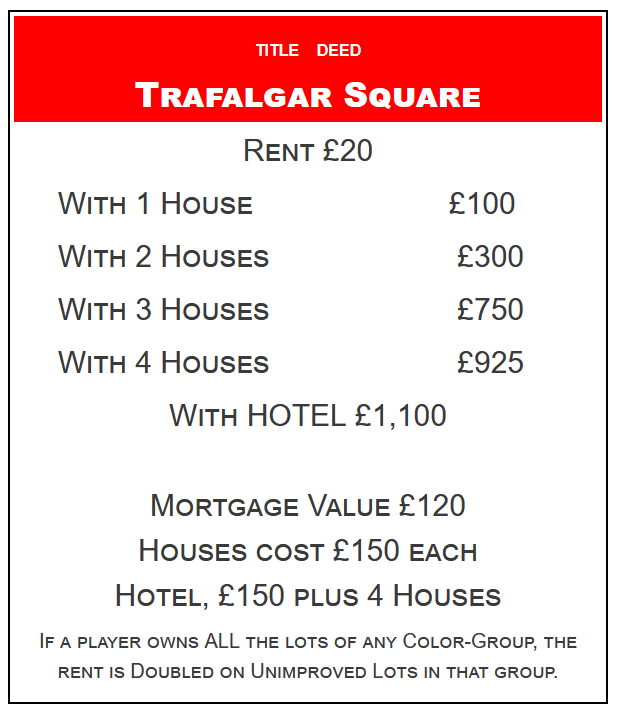 TITLE DEED
TRAFALGAR SQUARE
RENT £20
WITH 1 HOUSE £100
WITH 2 HOUSES £300
WITH 3 HOUSES £750
WITH 4 HOUSES £925
WITH HOTEL £1,100
MORTGAGE VALUE £120
HOUSES COST £150 EACH
HOTEL, £150 PLUS 4 HOUSES
IF A PLAYER OWNS ALL THE LOTS OF ANY COLOR-GROUP, THE
RENT IS DOUBLED ON UNIMPROVED LOTS IN THAT GROUP.